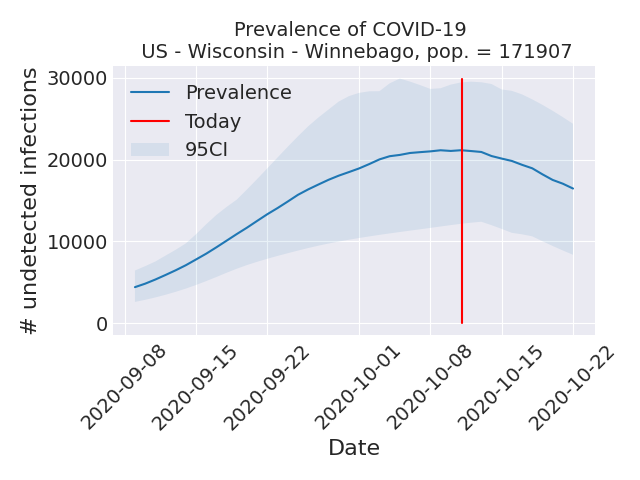 Prevalence of COVID-19
US - Wisconsin - Winnebago, pop. = 171907
# undetected infections
30000
20000
10000
0
Prevalence
Today
95CI
2020-09-08
2020-09-15
2020-09-22
2020-10-01
2020-10-08
2020-10-15
2020-10-22
Date